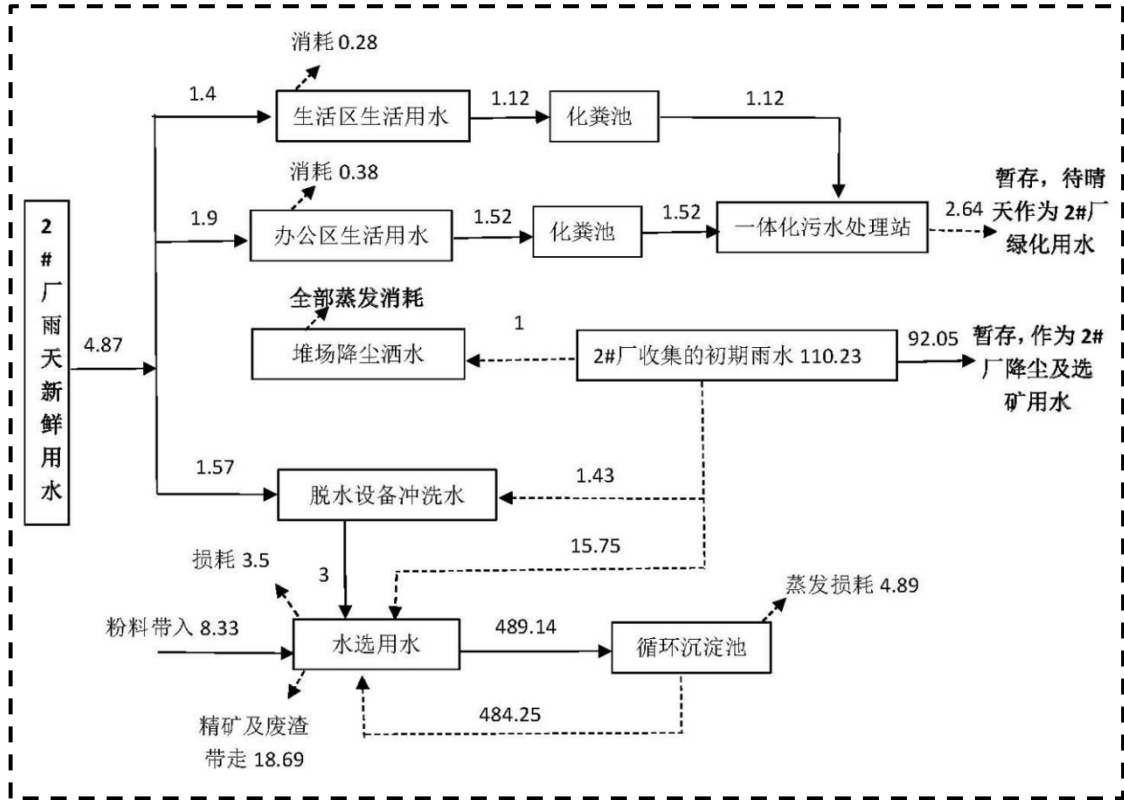 消耗 0.28
1.4
生活区生活用水
1.12
化粪池
1.12
消耗 0.38
1.9
办公区生活用水
1.52
化粪池
1.52
一体化污水处理站
2.64
暂存，待晴
天作为 2#厂
绿化用水
2#厂雨天新鲜用水
4.87
全部蒸发消耗
堆场降尘洒水
1
2#厂收集的初期雨水 110.23
92.05
暂存，作为 2#
厂降尘及选
矿用水
1.57
脱水设备冲洗水
1.43
15.75
损耗 3.5
3
蒸发损耗 4.89
粉料带入 8.33
水选用水
489.14
循环沉淀池
484.25
精矿及废渣
带走 18.69